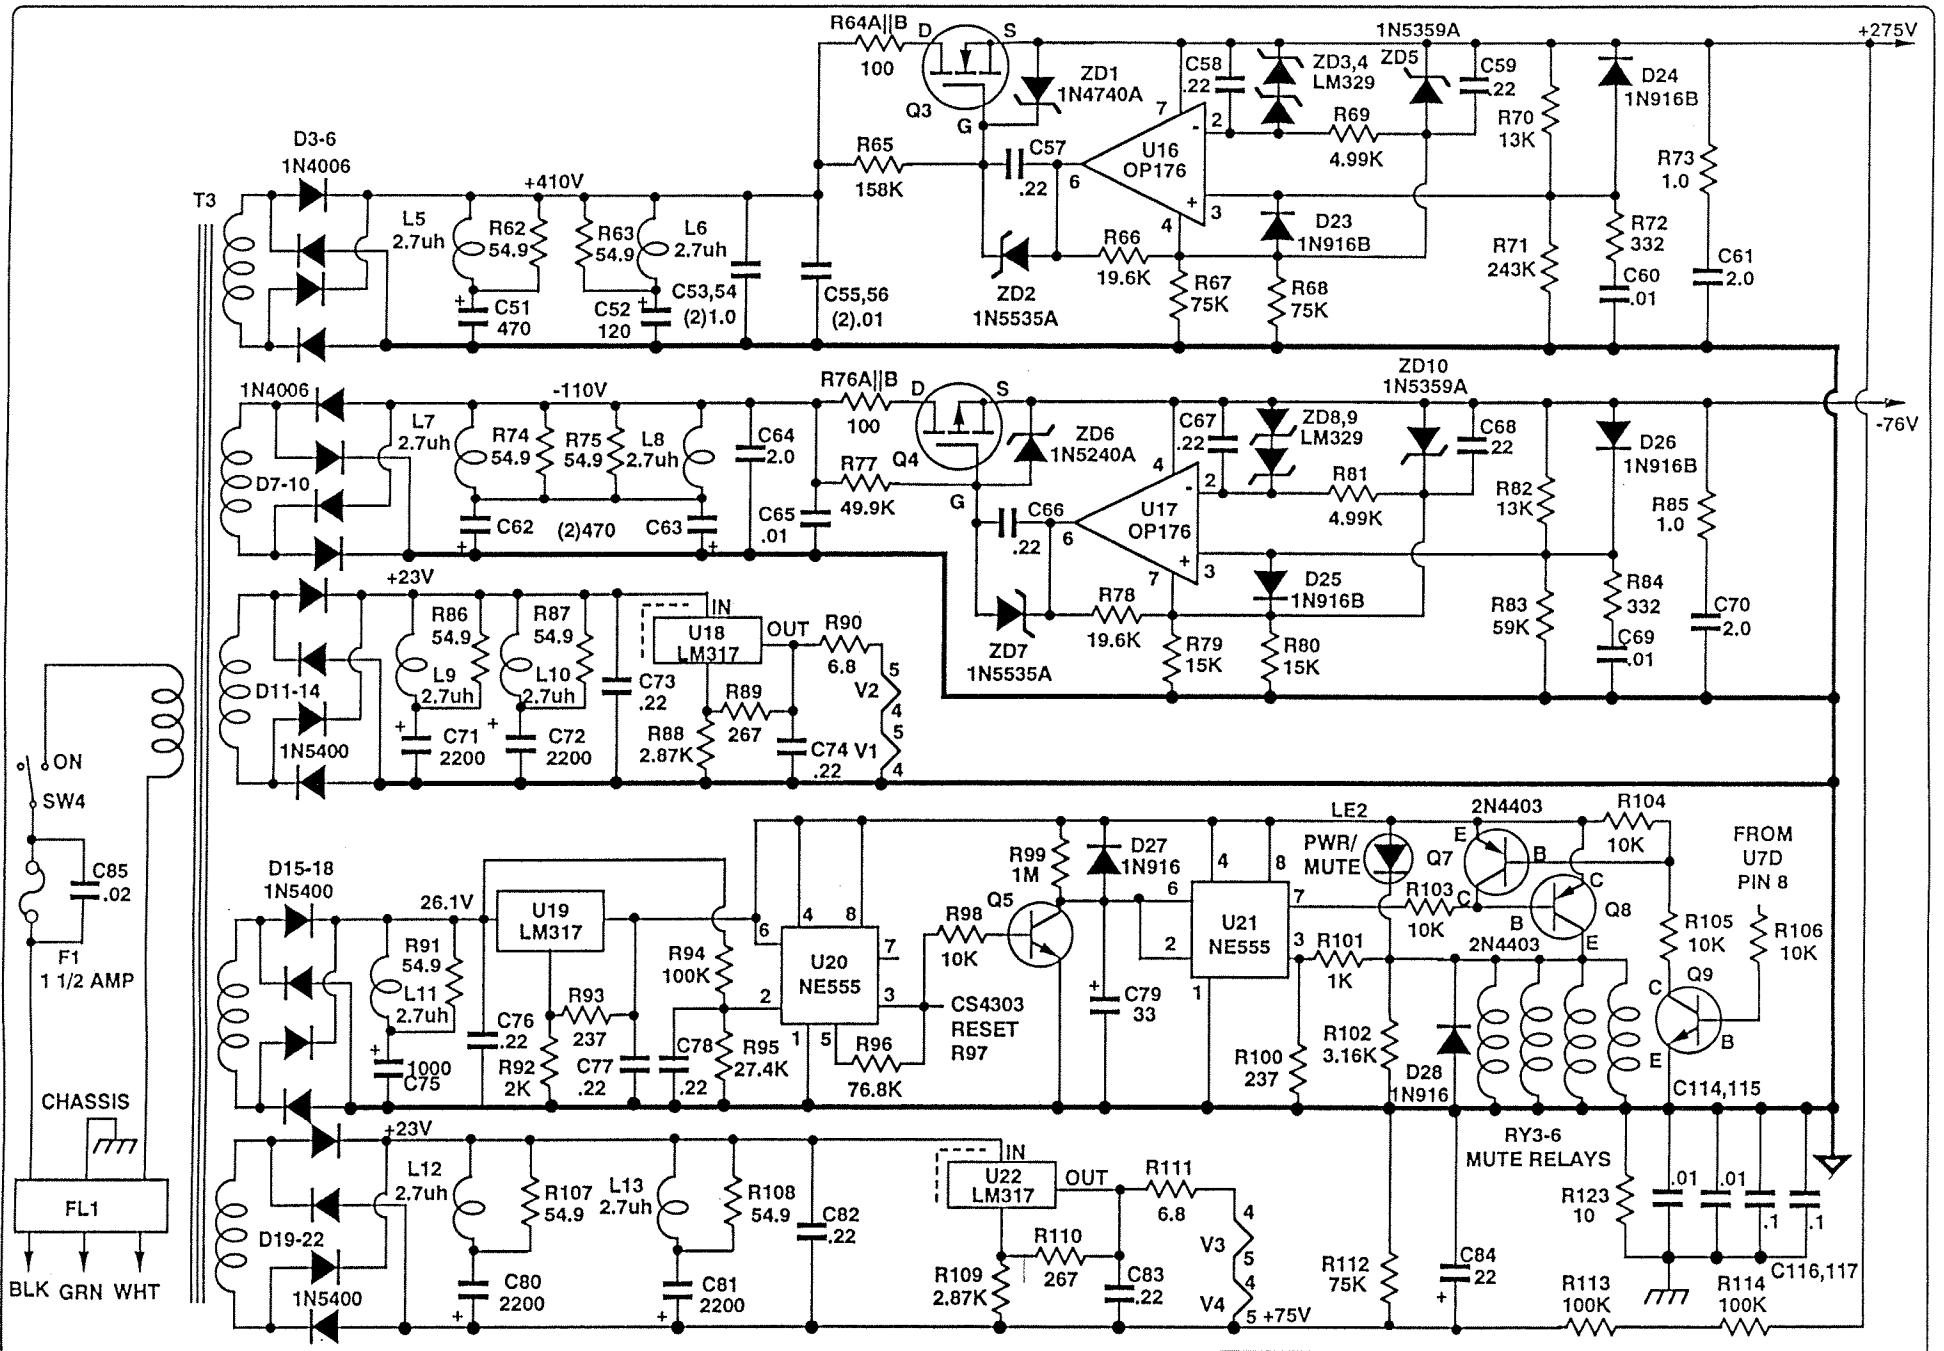 R64A||B
100
D
S
Q3
G
ZD1
1N4740A
7
C58
.22
ZD3,4
LM329
1N5359A
ZD5
C59
.22
D24
1N916B
+275V
2
-
R69
4.99K
R70
13K
U16
OP176
6
C57
.22
R65
158K
R73
1.0
+
3
4
D23
1N916B
R72
332
R66
19.6K
R67
75K
R68
75K
R71
243K
C60
.01
C61
2.0
ZD2
1N5535A
D3-6
1N4006
T3
+410V
L5
2.7uh
R62
54.9
R63
54.9
L6
2.7uh
+
C51
470
+
C52
120
C53,54
(2)1.0
C55,56
(2).01
1N4006
D7-10
-110V
L7
2.7uh
R74
54.9
R75
54.9
L8
2.7uh
C64
2.0
R76A||B
100
R77
49.9K
C65
.01
C62
+
(2)470
C63
+
D
S
Q4
G
ZD6
1N5240A
4
C67
.22
ZD8,9
LM329
ZD10
1N5359A
C68
.22
D26
1N916B
-76V
2
-
R81
4.99K
R82
13K
R85
1.0
U17
OP176
6
C66
.22
+
3
7
D25
1N916B
R84
332
R78
19.6K
R79
15K
R80
15K
R83
59K
C69
.01
C70
2.0
ZD7
1N5535A
+23V
D11-14
1N5400
R86
54.9
L9
2.7uh
R87
54.9
L10
2.7uh
+
C71
2200
+
C72
2200
C73
.22
IN
U18
LM317
OUT
R90
6.8
R89
267
R88
2.87K
C74
.22
5
V2
4
5
V1
4
ON
SW4
C85
.02
F1
1 1/2 AMP
CHASSIS
FL1
BLK
GRN
WHT
D15-18
1N5400
26.1V
R91
54.9
L11
2.7uh
+
1000
C75
C76
.22
U19
LM317
R93
237
R92
2K
C77
.22
C78
.22
R94
100K
R95
27.4K
4
8
6
7
U20
NE555
2
3
1
5
R96
76.8K
CS4303
RESET
R97
R98
10K
Q5
R99
1M
D27
1N916
+
C79
33
4
8
6
7
U21
NE555
2
3
1
R101
1K
R100
237
R102
3.16K
LE2
PWR/
MUTE
R103
10K
2N4403
E
Q7
B
C
C
B
Q8
2N4403
E
R104
10K
FROM
U7D
PIN 8
R105
10K
R106
10K
Q9
C
B
E
D28
1N916
RY3-6
MUTE RELAYS
C114,115
.01
.01
.1
.1
C116,117
R123
10
+23V
D19-22
1N5400
L12
2.7uh
R107
54.9
L13
2.7uh
R108
54.9
C82
.22
C80
2200
+
C81
2200
+
IN
U22
LM317
OUT
R111
6.8
R110
267
R109
2.87K
C83
.22
4
V3
5
4
V4
5
+75V
R112
75K
C84
22
+
R113
100K
R114
100K